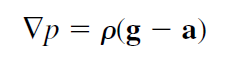 ∇p = ρ(g − a)